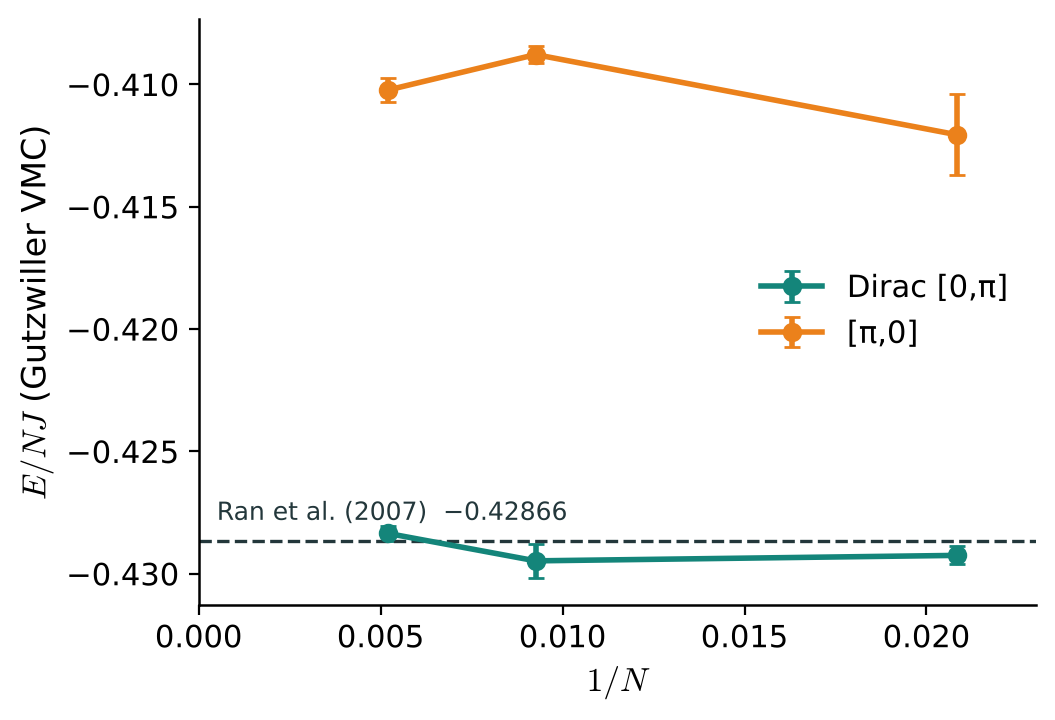 −0.410
−0.415
−0.420
−0.425
−0.430
E/NJ (Gutzwiller VMC)
Dirac [0,π]
[π,0]
Ran et al. (2007) −0.42866
0.000 0.005 0.010 0.015 0.020
1/N